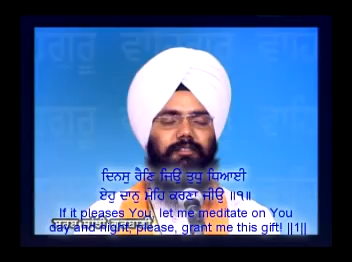 ਵਾਹਿਗੁਰੂ
ਦਿਨਸੁ ਰੈਣਿ ਜਿਉ ਤੁਧੁ ਧਿਆਈ
ਏਹੁ ਦਾਨੁ ਮੋਹਿ ਕਰਣਾ ਜੀਉ ॥੧॥
If it pleases You, let me meditate on You
day and night; please, grant me this gift! ||1||